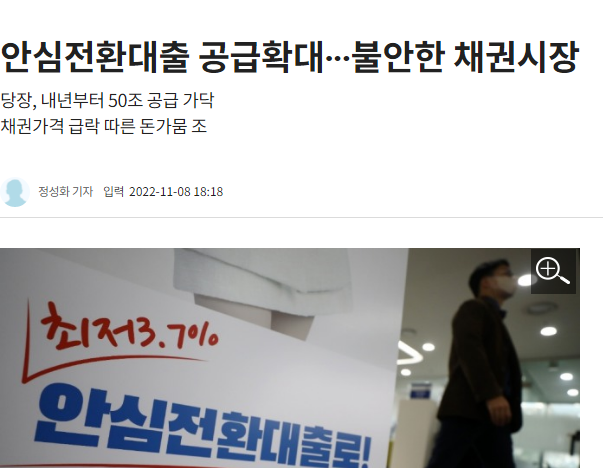 안심전환대출 공급확대···불안한 채권시장
당장, 내년부터 50조 공급 가닥
채권가격 급락 따른 돈가뭄 조
정성화 기자 입력 2022-11-08 18:18
최저3.7%
안심전환대출로!